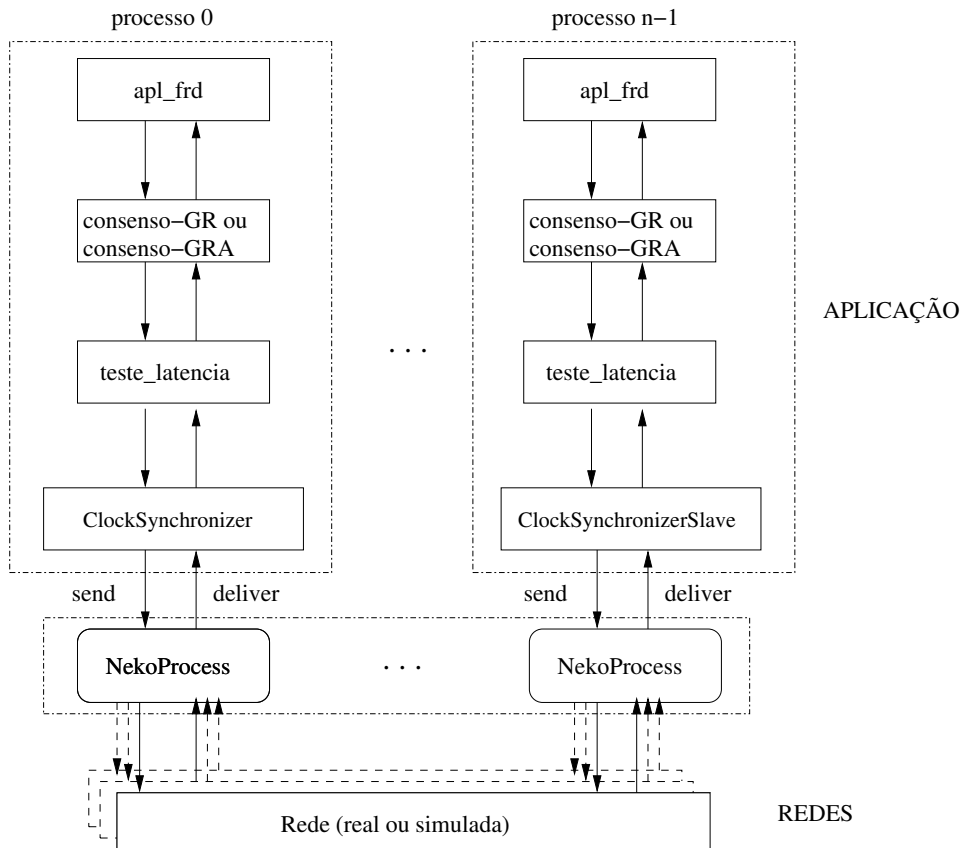 processo 0
processo n−1
apl_frd
apl_frd
consenso−GR ou
consenso−GRA
consenso−GR ou
consenso−GRA
APLICAÇÃO
teste_latencia
. . .
teste_latencia
ClockSynchronizer
ClockSynchronizerSlave
send
deliver
send
deliver
NekoProcess
. . .
NekoProcess
Rede (real ou simulada)
REDES